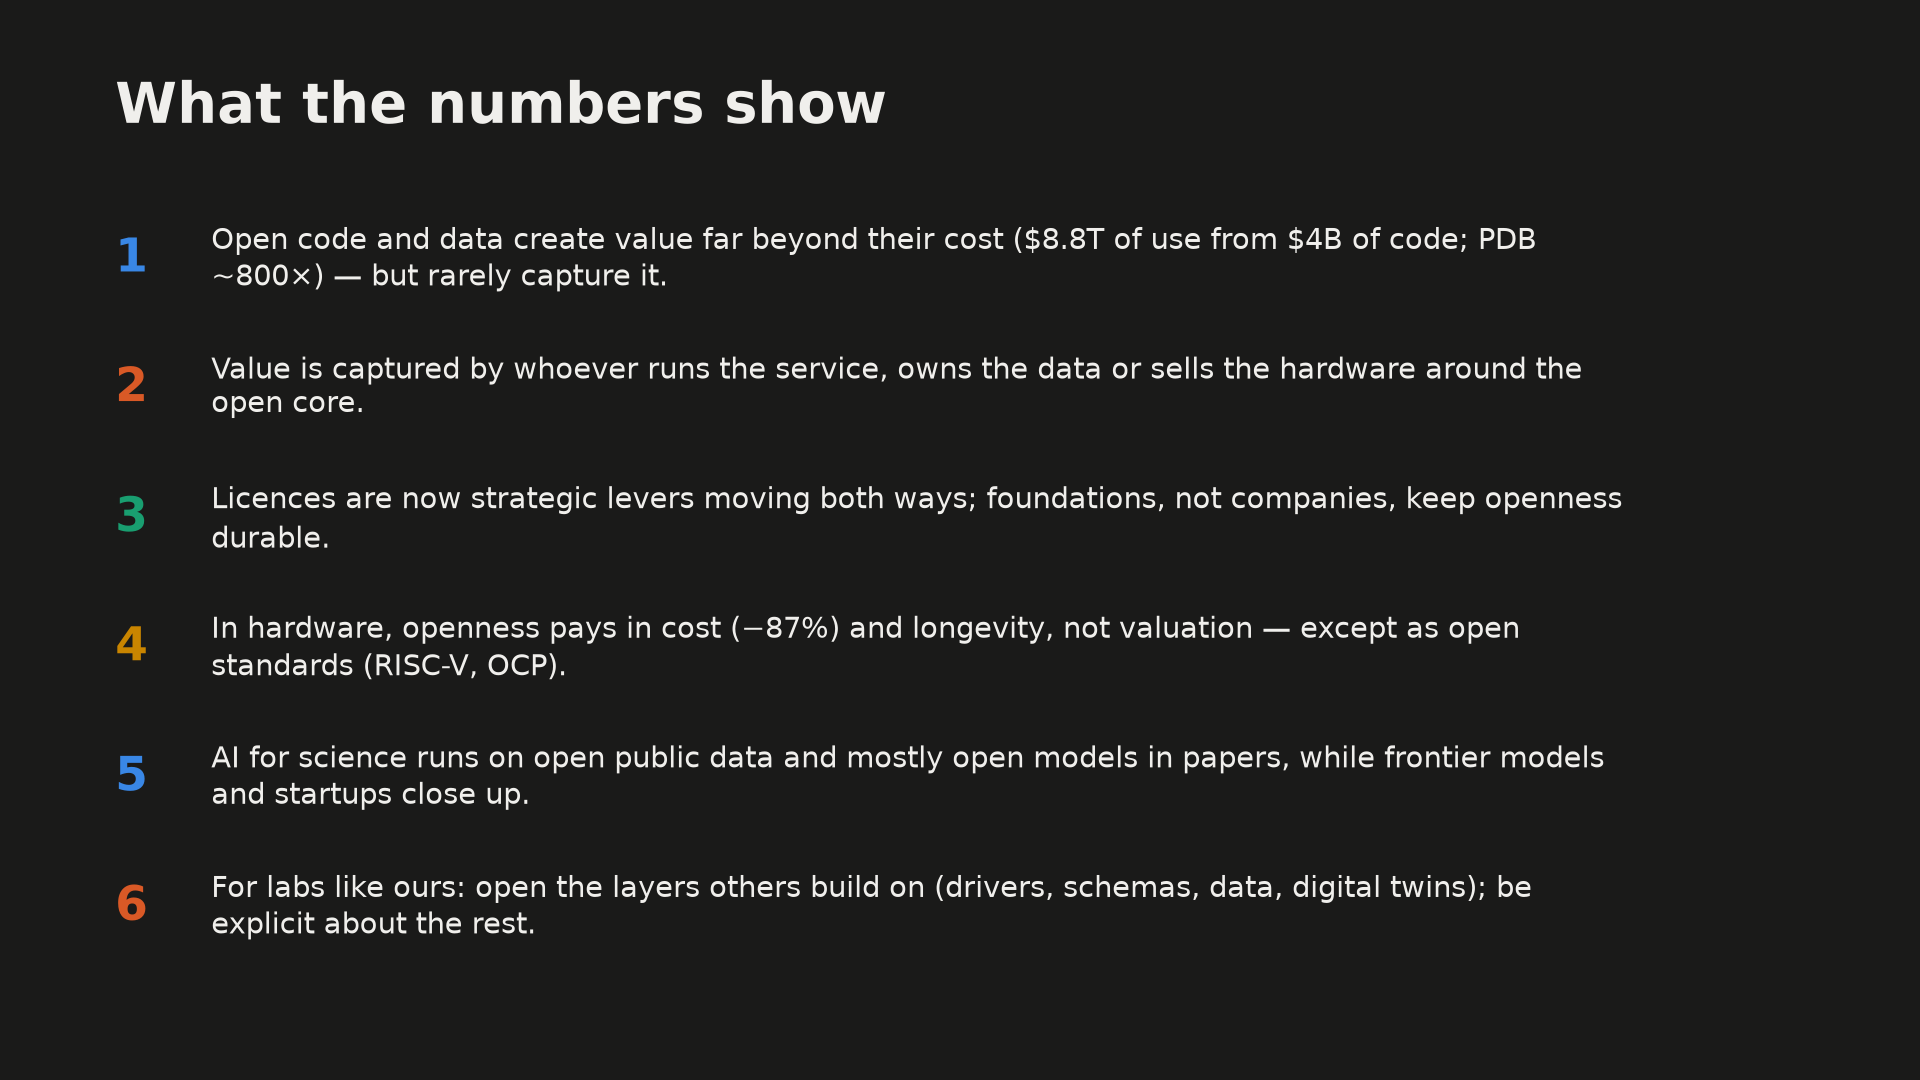 What the numbers show
1
Open code and data create value far beyond their cost ($8.8T of use from $4B of code; PDB
~800×) — but rarely capture it.
2
Value is captured by whoever runs the service, owns the data or sells the hardware around the
open core.
3
Licences are now strategic levers moving both ways; foundations, not companies, keep openness
durable.
4
In hardware, openness pays in cost (−87%) and longevity, not valuation — except as open
standards (RISC-V, OCP).
5
AI for science runs on open public data and mostly open models in papers, while frontier models
and startups close up.
6
For labs like ours: open the layers others build on (drivers, schemas, data, digital twins); be
explicit about the rest.